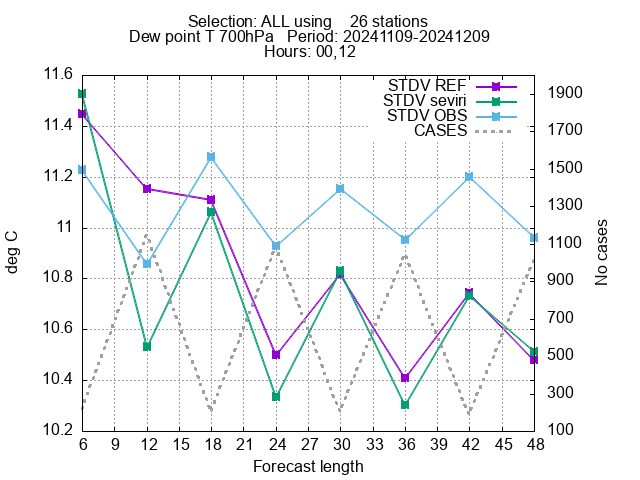 Selection: ALL using    26 stations
Dew point T 700hPa   Period: 20241109-20241209
Hours: 00,12
STDV REF
STDV seviri
STDV OBS
CASES
deg C
11.6
11.4
11.2
11
10.8
10.6
10.4
10.2
1900
1700
1500
1300
1100
900
700
500
300
100
No cases
6 9 12 15 18 21 24 27 30 33 36 39 42 45 48
Forecast length